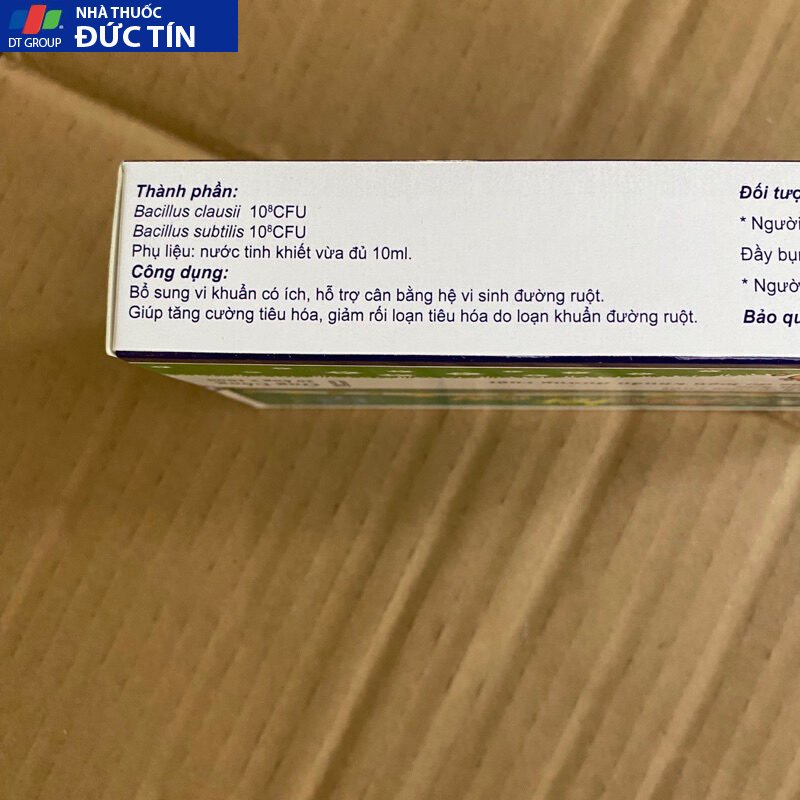 NHÀ THUỐC
DT GROUP ĐỨC TÍN
Thành phần:
Bacillus clausii 10⁸CFU
Bacillus subtilis 10⁸CFU
Phụ liệu: nước tinh khiết vừa đủ 10ml.
Công dụng:
Bổ sung vi khuẩn có ích, hỗ trợ cân bằng hệ vi sinh đường ruột.
Giúp tăng cường tiêu hóa, giảm rối loạn tiêu hóa do loạn khuẩn đường ruột.
Đối tượ
* Người
Đầy bụn
* Người
Bảo qu